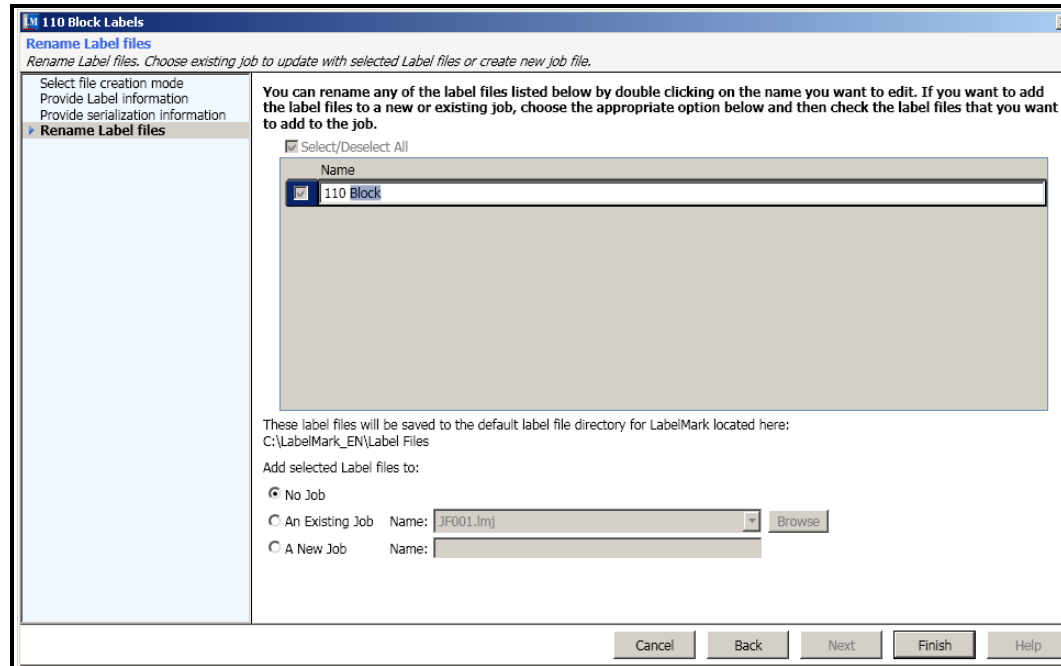 LM 110 Block Labels
Rename Label files
Rename Label files. Choose existing job to update with selected Label files or create new job file.
Select file creation mode
Provide Label information
Provide serialization information
Rename Label files
You can rename any of the label files listed below by double clicking on the name you want to edit. If you want to add
the label files to a new or existing job, choose the appropriate option below and then check the label files that you want
to add to the job.
Select/Deselect All
Name
110 Block
These label files will be saved to the default label file directory for LabelMark located here:
C:\LabelMark_EN\Label Files
Add selected Label files to:
No Job
An Existing Job Name: JF001.lmj Browse
A New Job Name:
Cancel Back Next Finish Help